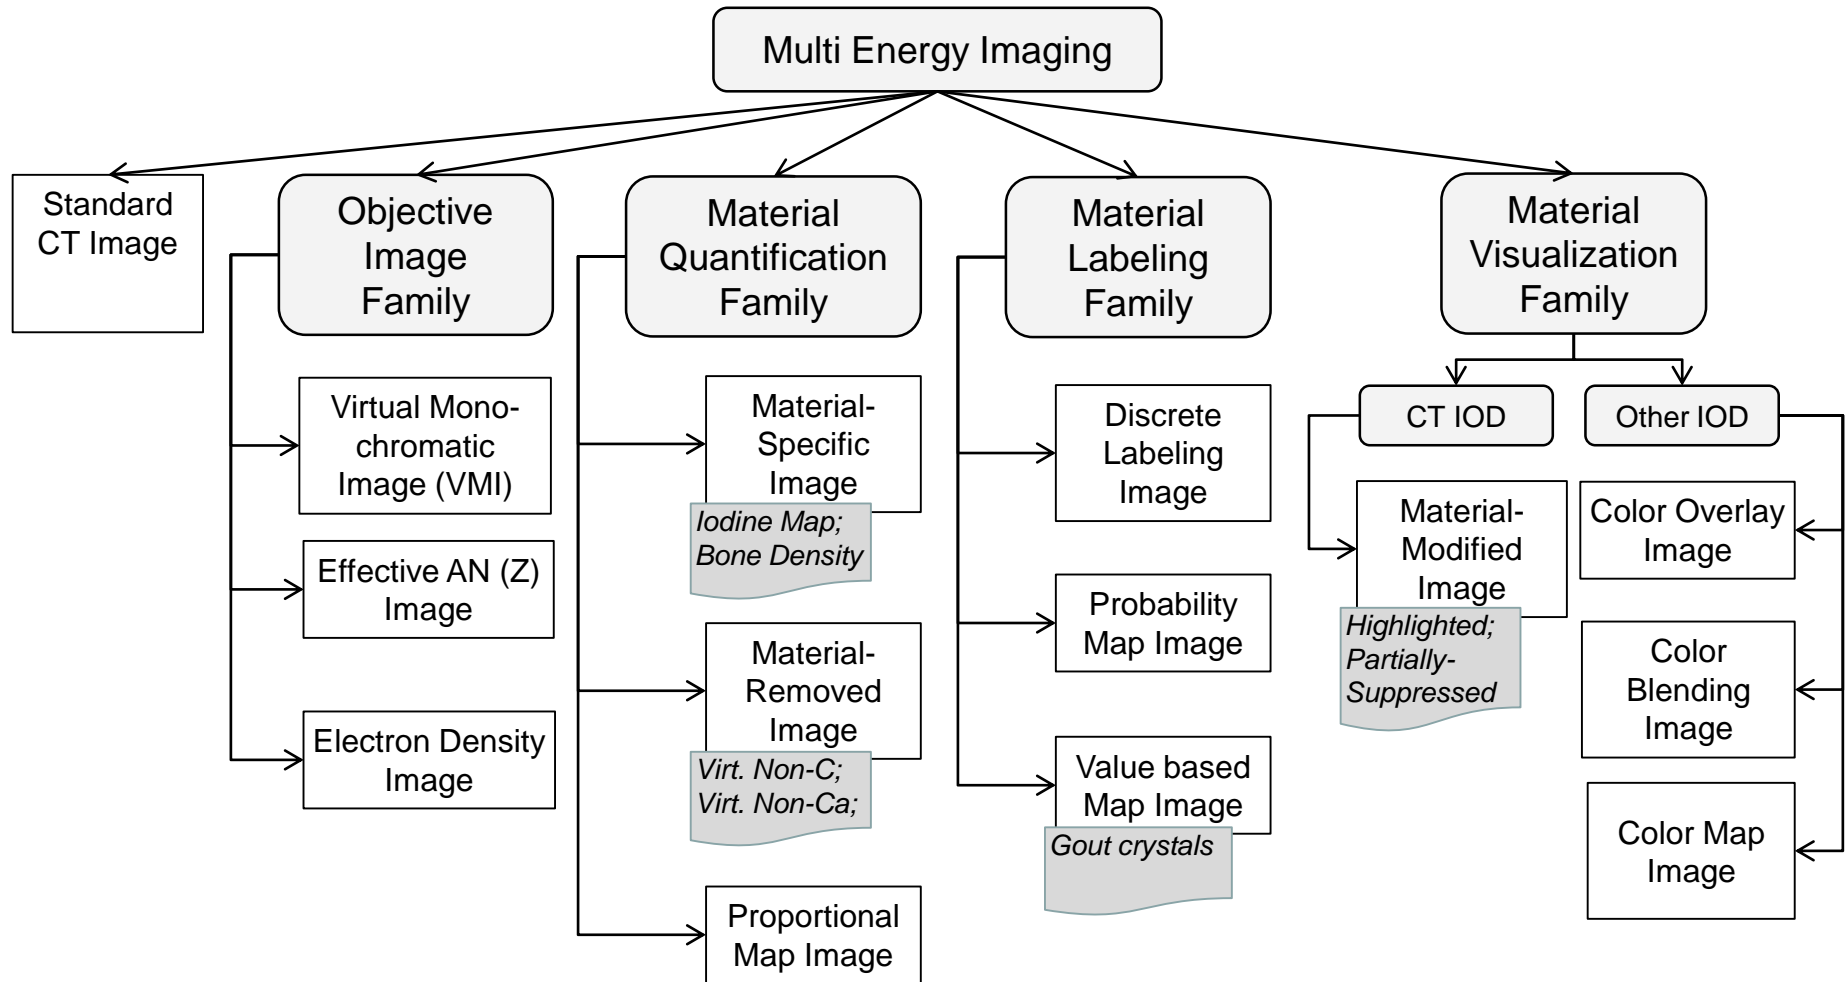 Multi Energy Imaging
Standard
CT Image
Objective
Image
Family
Material
Quantification
Family
Material
Labeling
Family
Material
Visualization
Family
Virtual Mono-
chromatic
Image (VMI)
Effective AN (Z)
Image
Electron Density
Image
Material-
Specific
Image
Iodine Map;
Bone Density
Material-
Removed
Image
Virt. Non-C;
Virt. Non-Ca;
Proportional
Map Image
Discrete
Labeling
Image
Probability
Map Image
Value based
Map Image
Gout crystals
CT IOD
Other IOD
Material-
Modified
Image
Highlighted;
Partially-
Suppressed
Color Overlay
Image
Color
Blending
Image
Color Map
Image